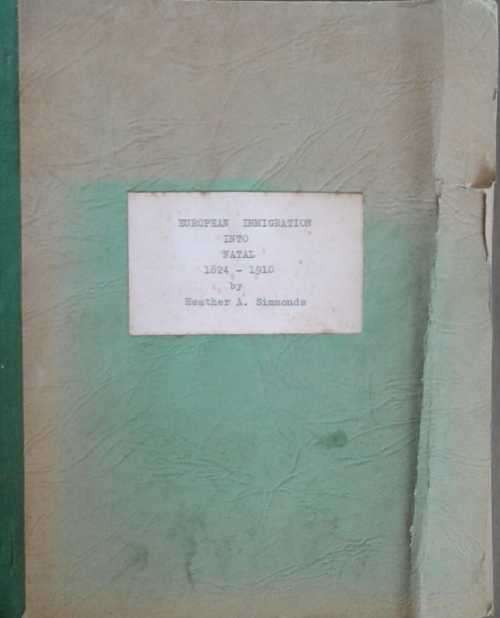 EUROPEAN IMMIGRATION
INTO
NATAL
1824 - 1910
by
Heather A. Simmonds